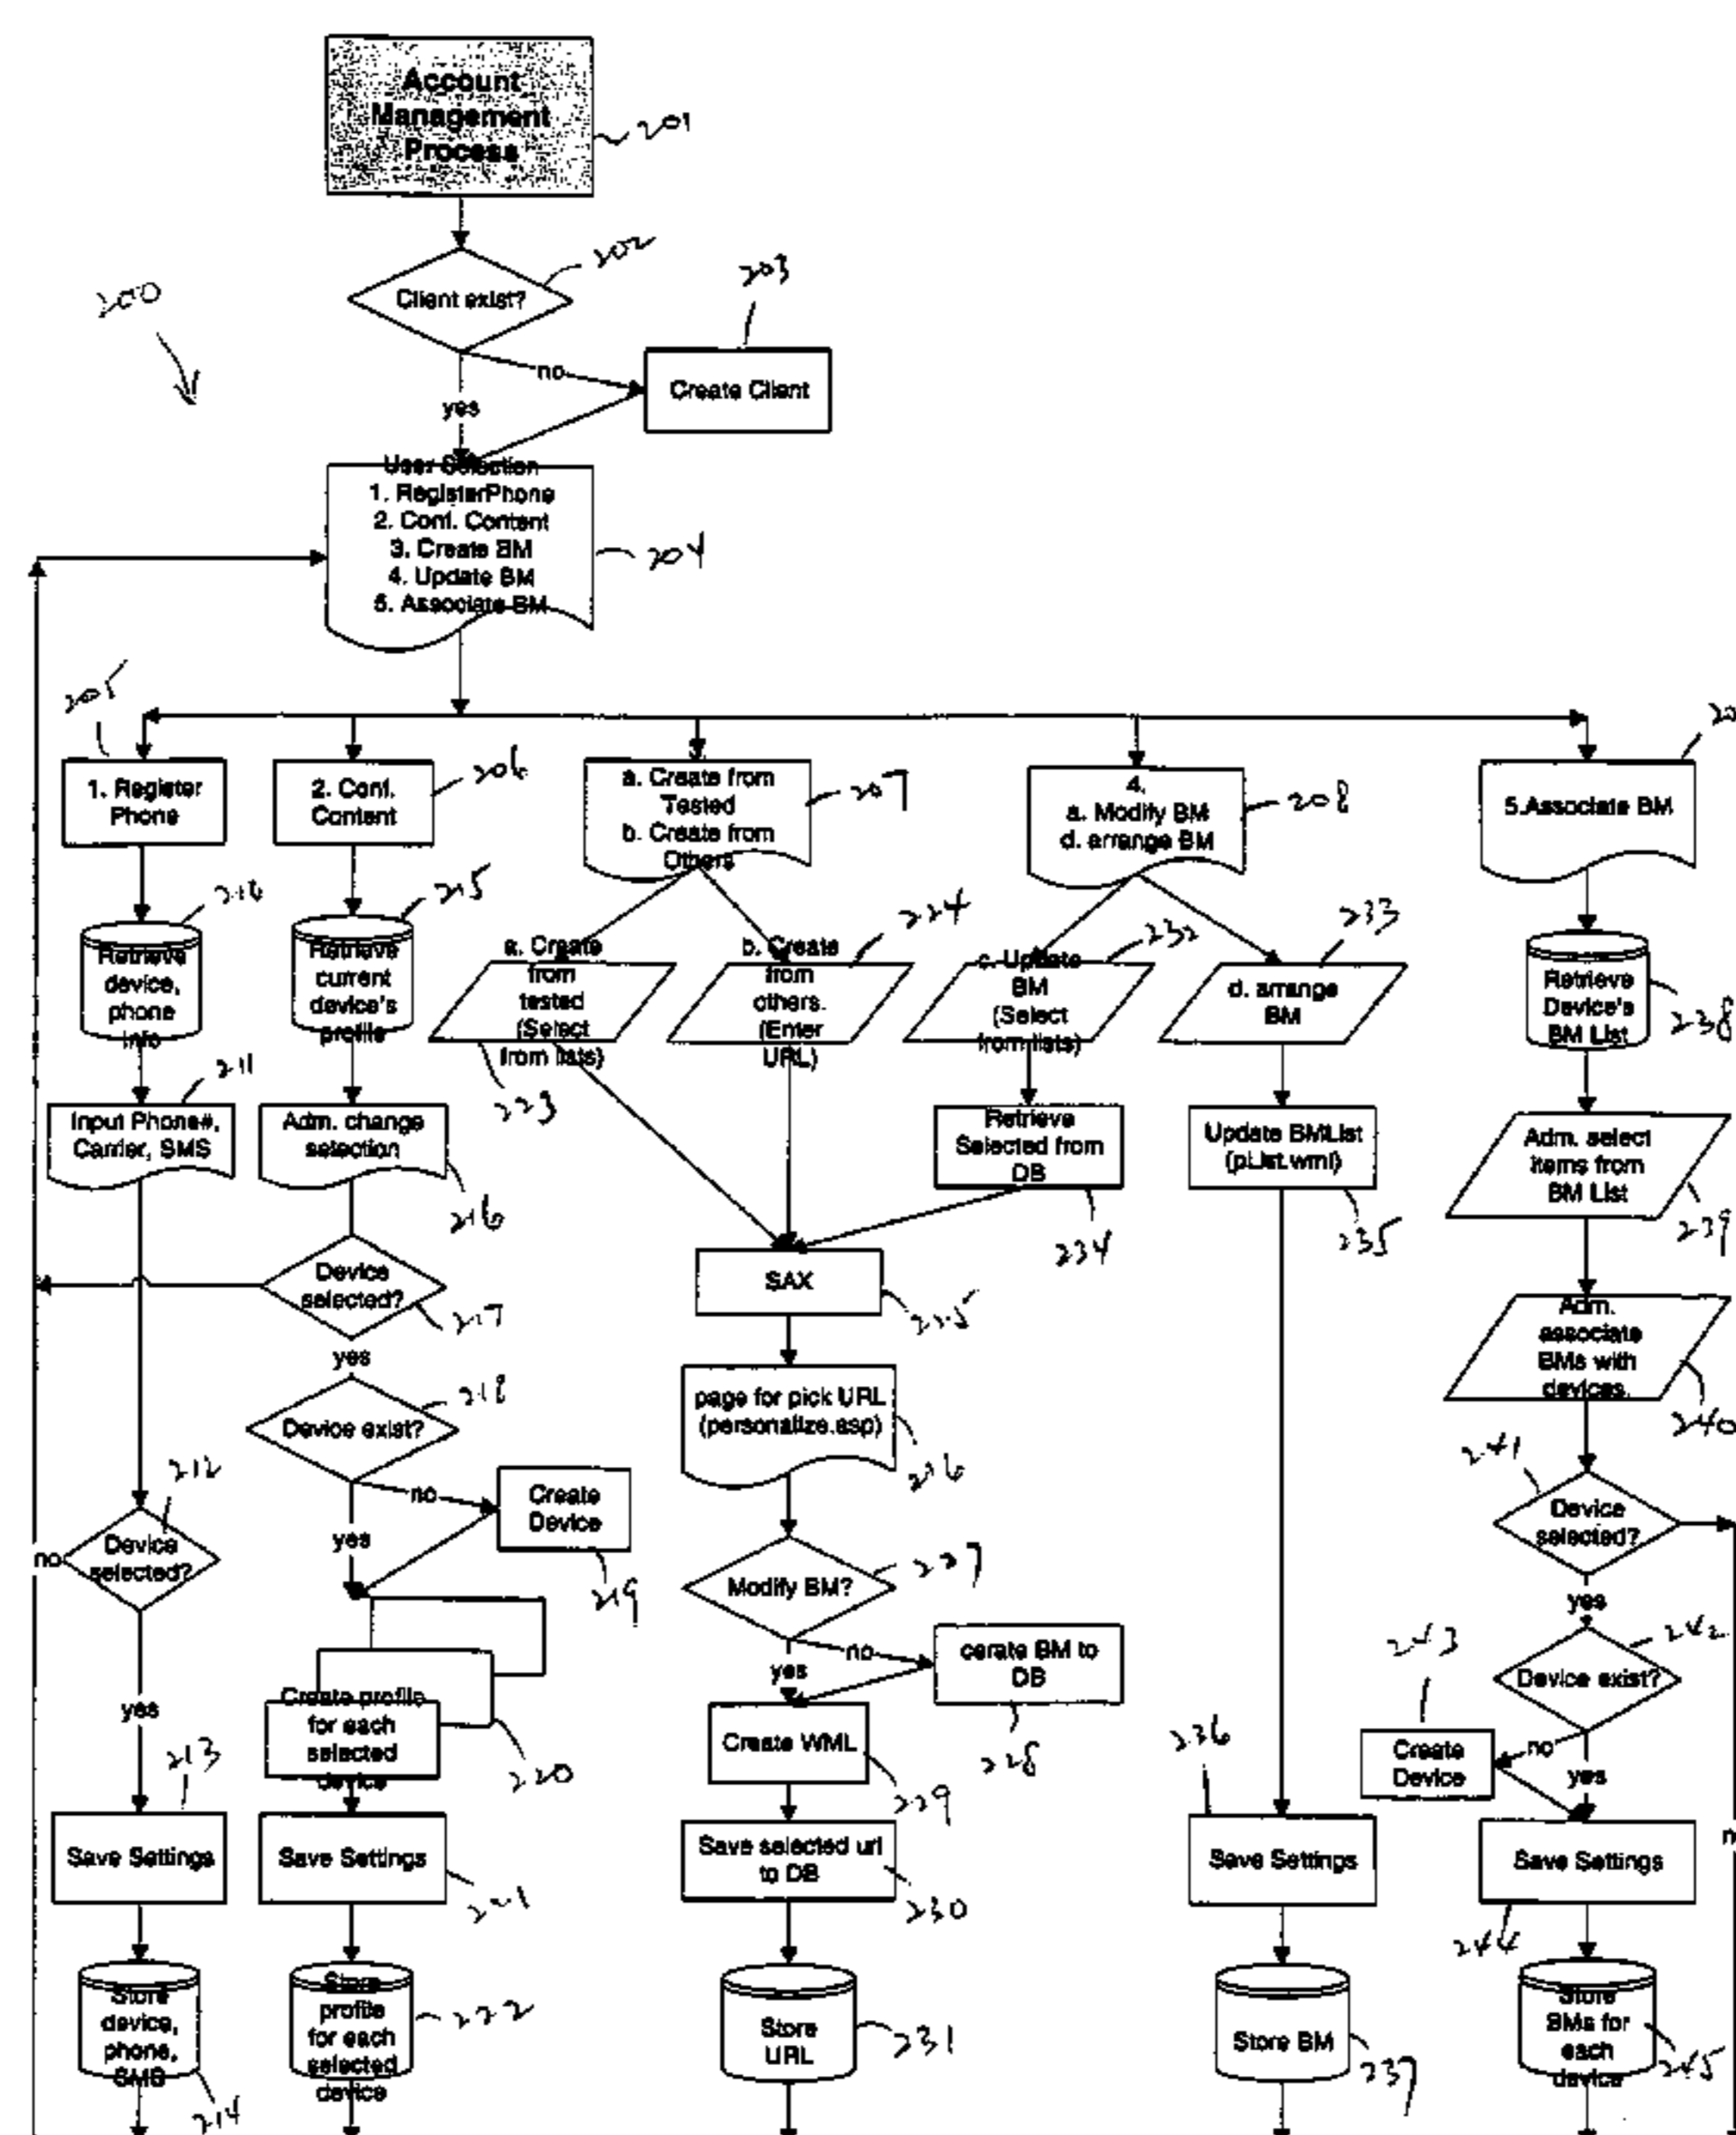 Account
Management
Process
201
202
Client exist?
203
200
no
Create Client
yes
User Selection
1. RegisterPhone
2. Conf. Content
3. Create BM
4. Update BM
5. Associate BM
204
205
1. Register
Phone
2. Conf.
Content
206
3
a. Create from
Tested
b. Create from
Others
207
4.
a. Modify BM
d. arrange BM
208
20
5.Associate BM
210
Retrieve
device,
phone
info
215
Retrieve
current
device's
profile
a. Create
from
tested
(Select
from lists)
223
b. Create
from
others.
(Enter
URL)
224
c. Update
BM
(Select
from lists)
232
d. arrange
BM
233
Retrieve
Device's
BM List
238
211
Input Phone#,
Carrier, SMS
Adm. change
selection
216
Retrieve
Selected from
DB
234
Update BMList
(pList.wml)
235
Adm. select
items from
BM List
239
Device
selected?
217
yes
SAX
225
Adm.
associate
BMs with
devices.
240
218
Device exist?
no
Create
Device
219
yes
page for pick URL
(personalize.asp)
226
241
Device
selected?
yes
212
no
Device
selected?
yes
Modify BM?
227
no
cerate BM to
DB
228
yes
243
242
Device exist?
no
Create
Device
yes
Create profile
for each
selected
device
220
Create WML
229
236
213
Save Settings
Save Settings
221
Save selected url
to DB
230
Save Settings
Save Settings
244
Store
device,
phone,
SMS
214
Store
profile
for each
selected
device
222
Store
URL
231
Store BM
237
Store
BMs for
each
device
245